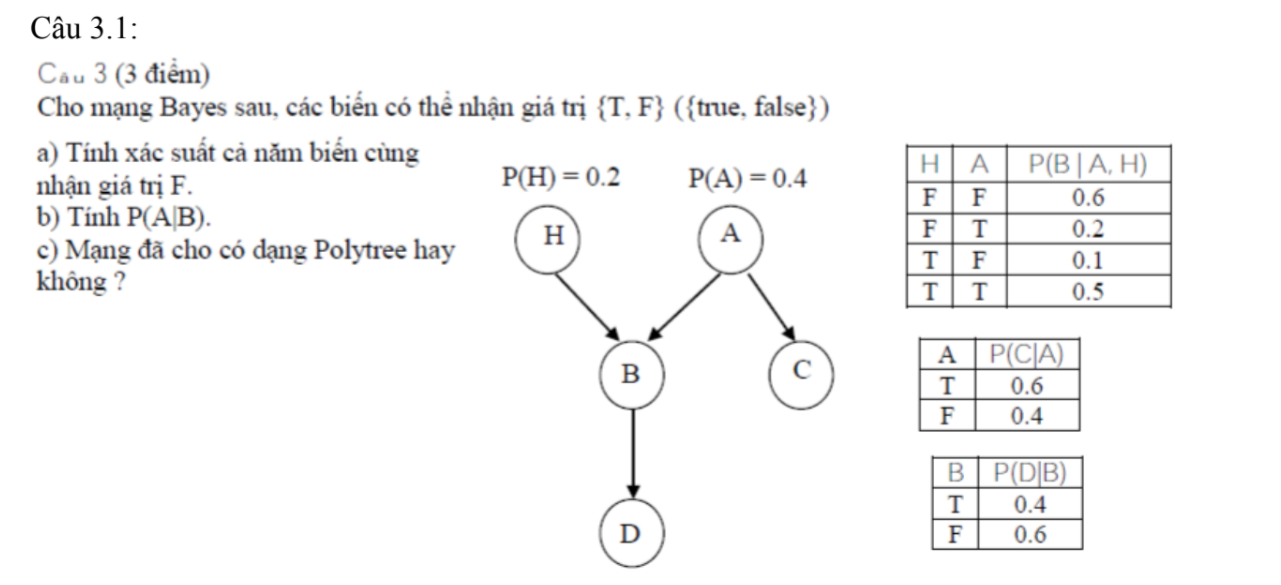 Câu 3.1:
Câu 3 (3 điểm)
Cho mạng Bayes sau, các biến có thể nhận giá trị {T, F} ({true, false})
a) Tính xác suất cả năm biến cùng
nhận giá trị F.
b) Tính P(A|B).
c) Mạng đã cho có dạng Polytree hay
không ?
P(H) = 0.2 P(A) = 0.4
H A
B C
D
H A P(B | A, H)
F F 0.6
F T 0.2
T F 0.1
T T 0.5
A P(C|A)
T 0.6
F 0.4
B P(D|B)
T 0.4
F 0.6